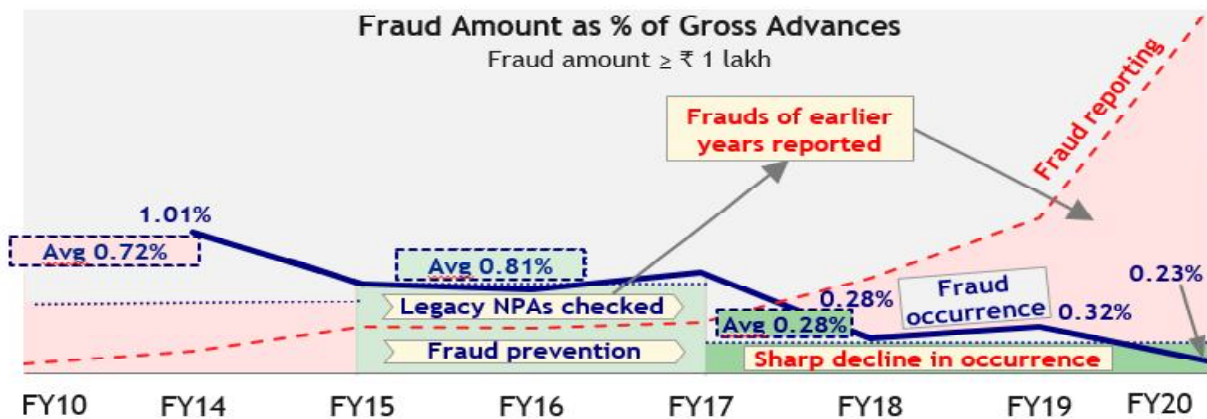 Fraud Amount as % of Gross Advances
Fraud amount ≥ ₹ 1 lakh
Frauds of earlier
years reported
Fraud reporting
1.01%
Avg 0.72%
Avg 0.81%
Legacy NPAs checked
Fraud prevention
0.28%
Avg 0.28%
Fraud
occurrence
0.32%
0.23%
Sharp decline in occurrence
FY10 FY14 FY15 FY16 FY17 FY18 FY19 FY20